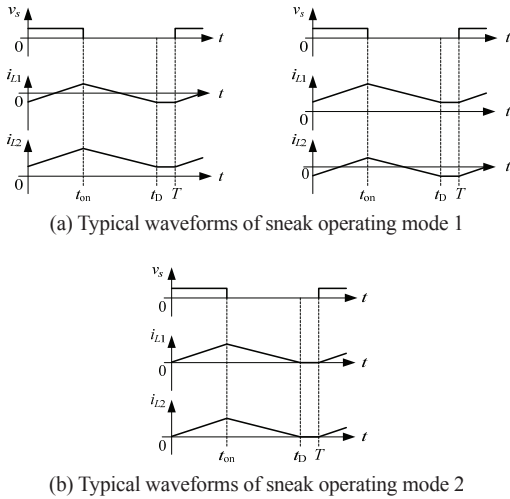 v_s
0
t
i_L1
0
t
i_L2
0
t
t_on
t_D
T
v_s
0
t
i_L1
0
t
i_L2
0
t
t_on
t_D
T
(a) Typical waveforms of sneak operating mode 1
v_s
0
t
i_L1
0
t
i_L2
0
t
t_on
t_D
T
(b) Typical waveforms of sneak operating mode 2